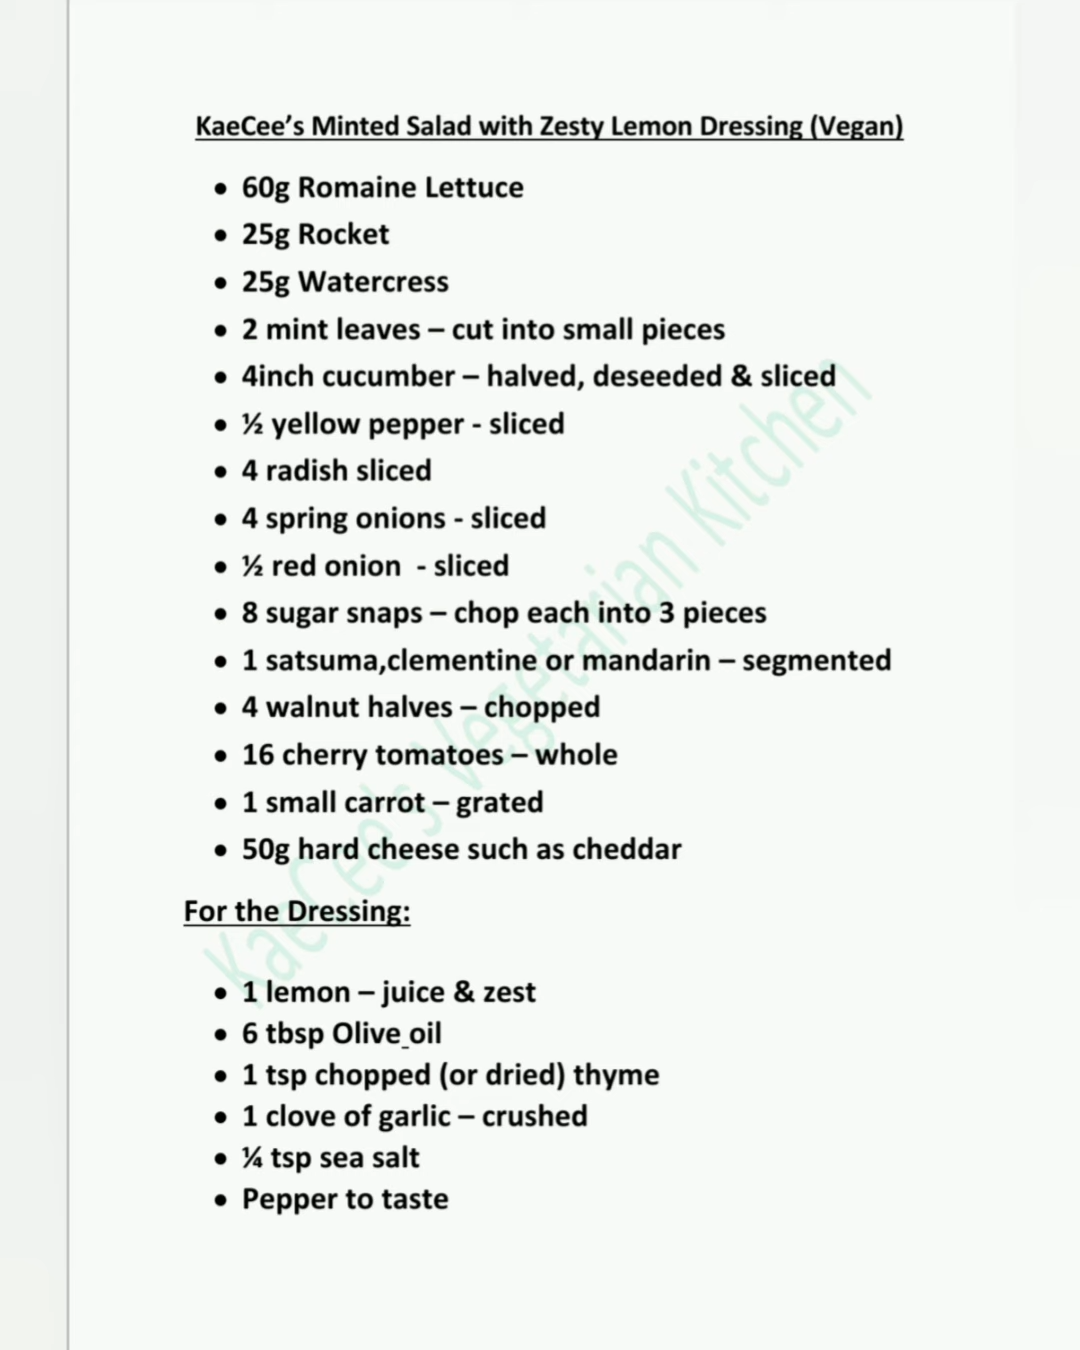 KaeCee’s Minted Salad with Zesty Lemon Dressing (Vegan)
• 60g Romaine Lettuce
• 25g Rocket
• 25g Watercress
• 2 mint leaves – cut into small pieces
• 4inch cucumber – halved, deseeded & sliced
• ½ yellow pepper - sliced
• 4 radish sliced
• 4 spring onions - sliced
• ½ red onion  - sliced
• 8 sugar snaps – chop each into 3 pieces
• 1 satsuma,clementine or mandarin – segmented
• 4 walnut halves – chopped
• 16 cherry tomatoes – whole
• 1 small carrot – grated
• 50g hard cheese such as cheddar
For the Dressing:
• 1 lemon – juice & zest
• 6 tbsp Olive oil
• 1 tsp chopped (or dried) thyme
• 1 clove of garlic – crushed
• ¼ tsp sea salt
• Pepper to taste
KaeCee's Vegetarian Kitchen